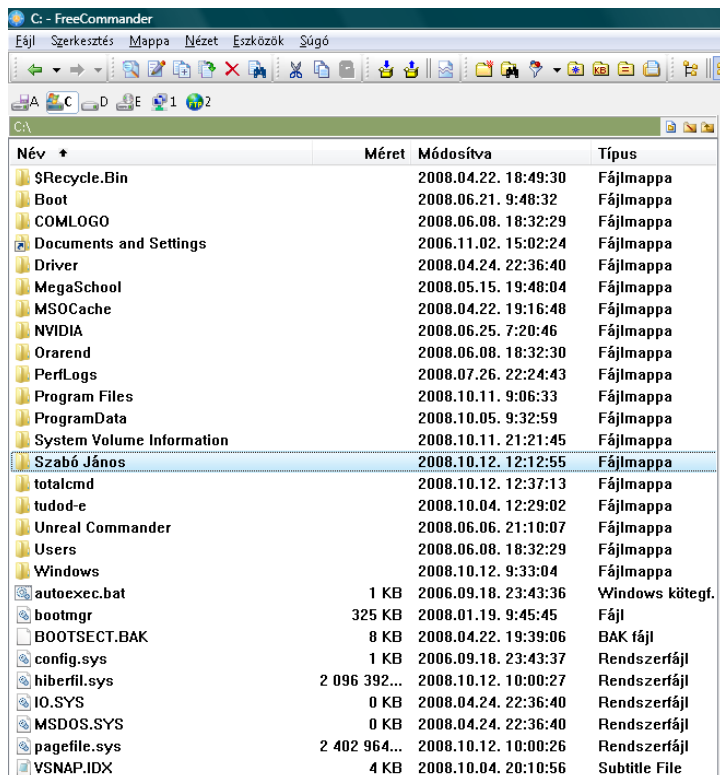 C: - FreeCommander
Fájl Szerkesztés Mappa Nézet Eszközök Súgó
KB
A C D E 1 FTP 2
C:\
Név Méret Módosítva Típus
$Recycle.Bin 2008.04.22. 18:49:30 Fájlmappa
Boot 2008.06.21. 9:48:32 Fájlmappa
COMLOGO 2008.06.08. 18:32:29 Fájlmappa
Documents and Settings 2006.11.02. 15:02:24 Fájlmappa
Driver 2008.04.24. 22:36:40 Fájlmappa
MegaSchool 2008.05.15. 19:48:04 Fájlmappa
MSOCache 2008.04.22. 19:16:48 Fájlmappa
NVIDIA 2008.06.25. 7:20:46 Fájlmappa
Orarend 2008.06.08. 18:32:30 Fájlmappa
PerfLogs 2008.07.26. 22:24:43 Fájlmappa
Program Files 2008.10.11. 9:06:33 Fájlmappa
ProgramData 2008.10.05. 9:32:59 Fájlmappa
System Volume Information 2008.10.11. 21:21:45 Fájlmappa
Szabó János 2008.10.12. 12:12:55 Fájlmappa
totalcmd 2008.10.12. 12:37:13 Fájlmappa
tudod-e 2008.10.04. 12:29:02 Fájlmappa
Unreal Commander 2008.06.06. 21:10:07 Fájlmappa
Users 2008.06.08. 18:32:29 Fájlmappa
Windows 2008.10.12. 9:33:04 Fájlmappa
autoexec.bat 1 KB 2006.09.18. 23:43:36 Windows kötegf.
bootmgr 325 KB 2008.01.19. 9:45:45 Fájl
BOOTSECT.BAK 8 KB 2008.04.22. 19:39:06 BAK fájl
config.sys 1 KB 2006.09.18. 23:43:37 Rendszerfájl
hiberfil.sys 2 096 392... 2008.10.12. 10:00:27 Rendszerfájl
IO.SYS 0 KB 2008.04.24. 22:36:40 Rendszerfájl
MSDOS.SYS 0 KB 2008.04.24. 22:36:40 Rendszerfájl
pagefile.sys 2 402 964... 2008.10.12. 10:00:26 Rendszerfájl
VSNAP.IDX 4 KB 2008.10.04. 20:10:56 Subtitle File